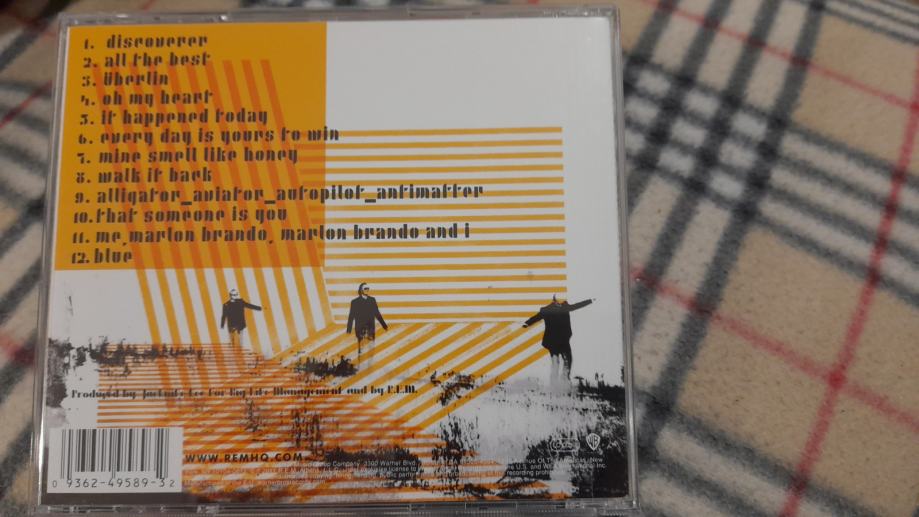 1. discoverer
2. all the best
3. überlin
4. oh my heart
5. it happened today
6. every day is yours to win
7. mine smell like honey
8. walk it back
9. alligator_aviator_autopilot_antimatter
10. that someone is you
11. me, marlon brando, marlon brando and i
12. blue
Produced by Jacknife Lee For Big Life Management and by R.E.M.
WWW.REMHQ.COM
0 9362-49589-3 2